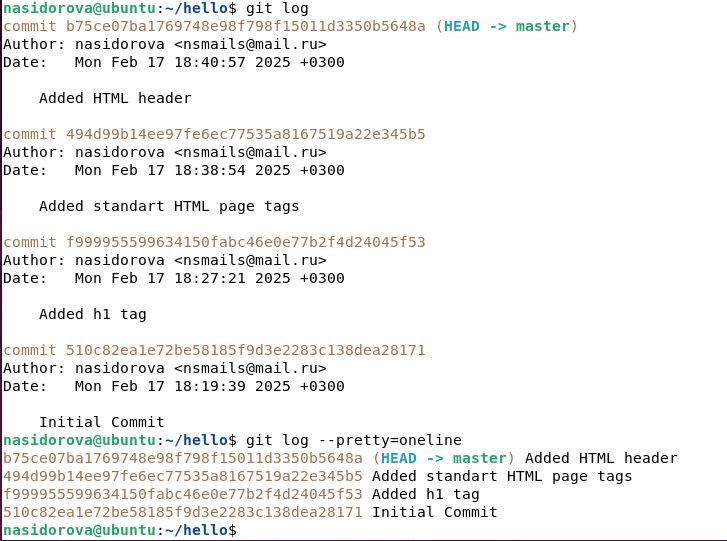 nasidorova@ubuntu:~/hello$ git log
commit b75ce07ba1769748e98f798f15011d3350b5648a (HEAD -> master)
Author: nasidorova <nsmails@mail.ru>
Date:   Mon Feb 17 18:40:57 2025 +0300
    Added HTML header
commit 494d99b14ee97fe6ec77535a8167519a22e345b5
Author: nasidorova <nsmails@mail.ru>
Date:   Mon Feb 17 18:38:54 2025 +0300
    Added standart HTML page tags
commit f999955599634150fabc46e0e77b2f4d24045f53
Author: nasidorova <nsmails@mail.ru>
Date:   Mon Feb 17 18:27:21 2025 +0300
    Added h1 tag
commit 510c82ea1e72be58185f9d3e2283c138dea28171
Author: nasidorova <nsmails@mail.ru>
Date:   Mon Feb 17 18:19:39 2025 +0300
    Initial Commit
nasidorova@ubuntu:~/hello$ git log --pretty=oneline
b75ce07ba1769748e98f798f15011d3350b5648a (HEAD -> master) Added HTML header
494d99b14ee97fe6ec77535a8167519a22e345b5 Added standart HTML page tags
f999955599634150fabc46e0e77b2f4d24045f53 Added h1 tag
510c82ea1e72be58185f9d3e2283c138dea28171 Initial Commit
nasidorova@ubuntu:~/hello$